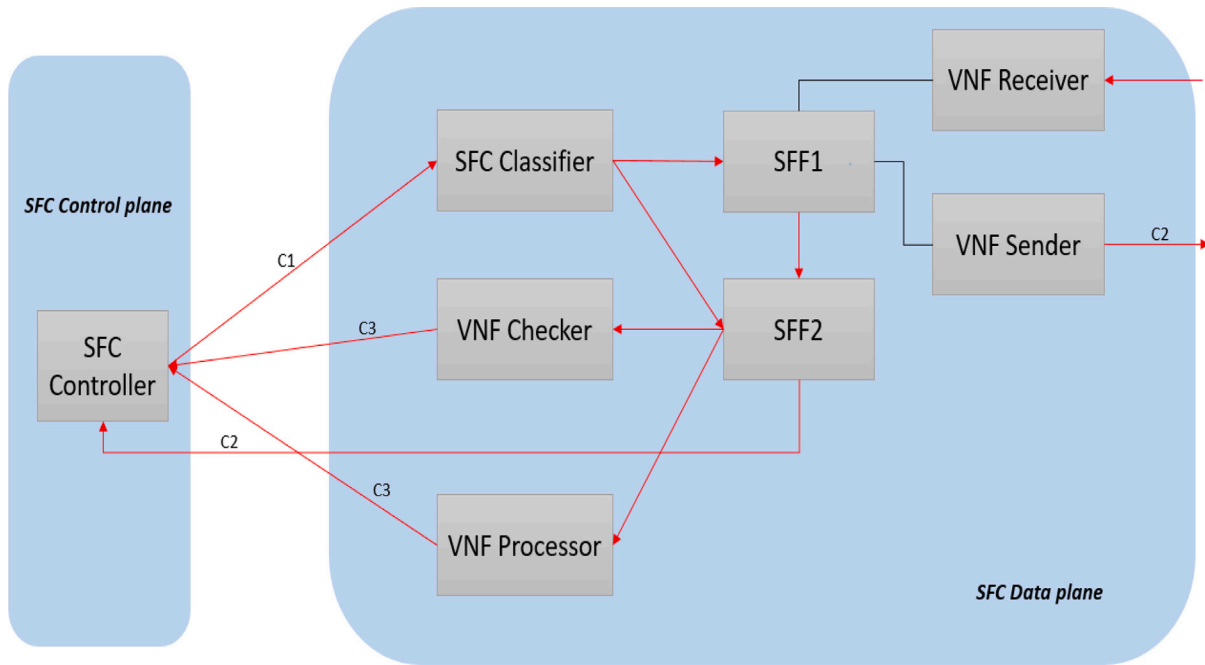 VNF Receiver
SFC Classifier
SFF1
SFC Control plane
VNF Sender
C2
C1
SFC
Controller
C3
VNF Checker
SFF2
C2
C3
VNF Processor
SFC Data plane